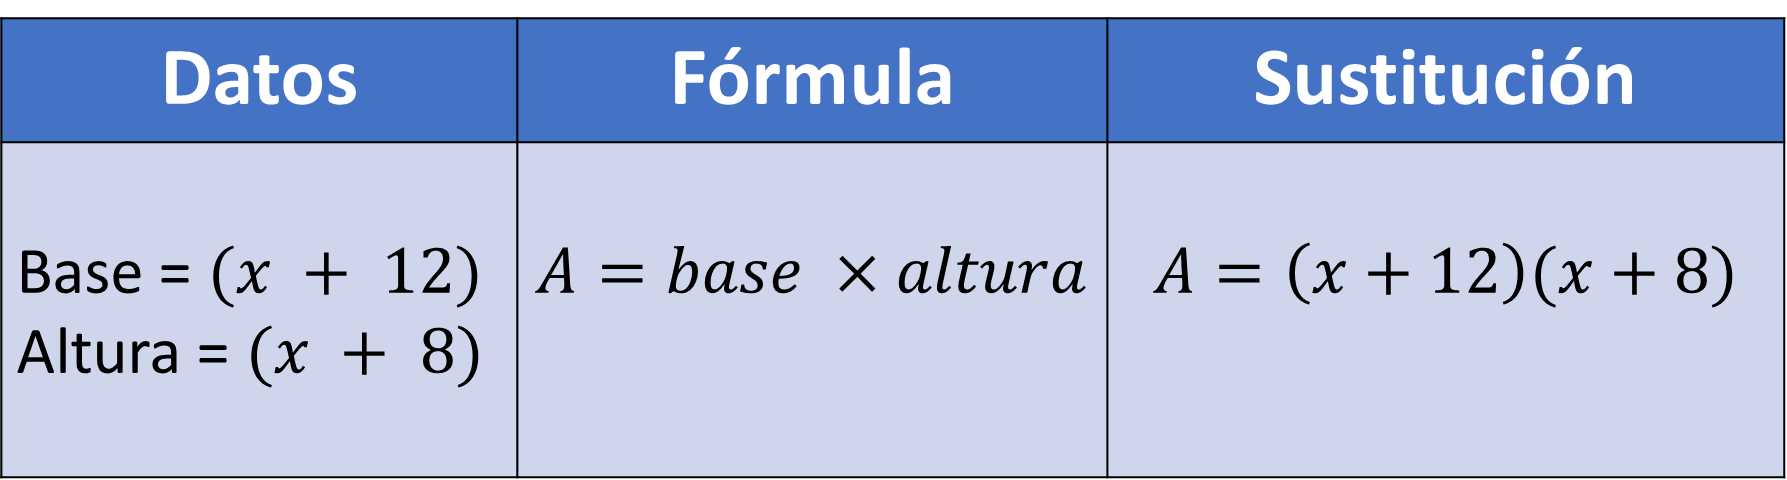 Datos Fórmula Sustitución
Base = (x + 12) A = base × altura A = (x + 12)(x + 8)
Altura = (x + 8)